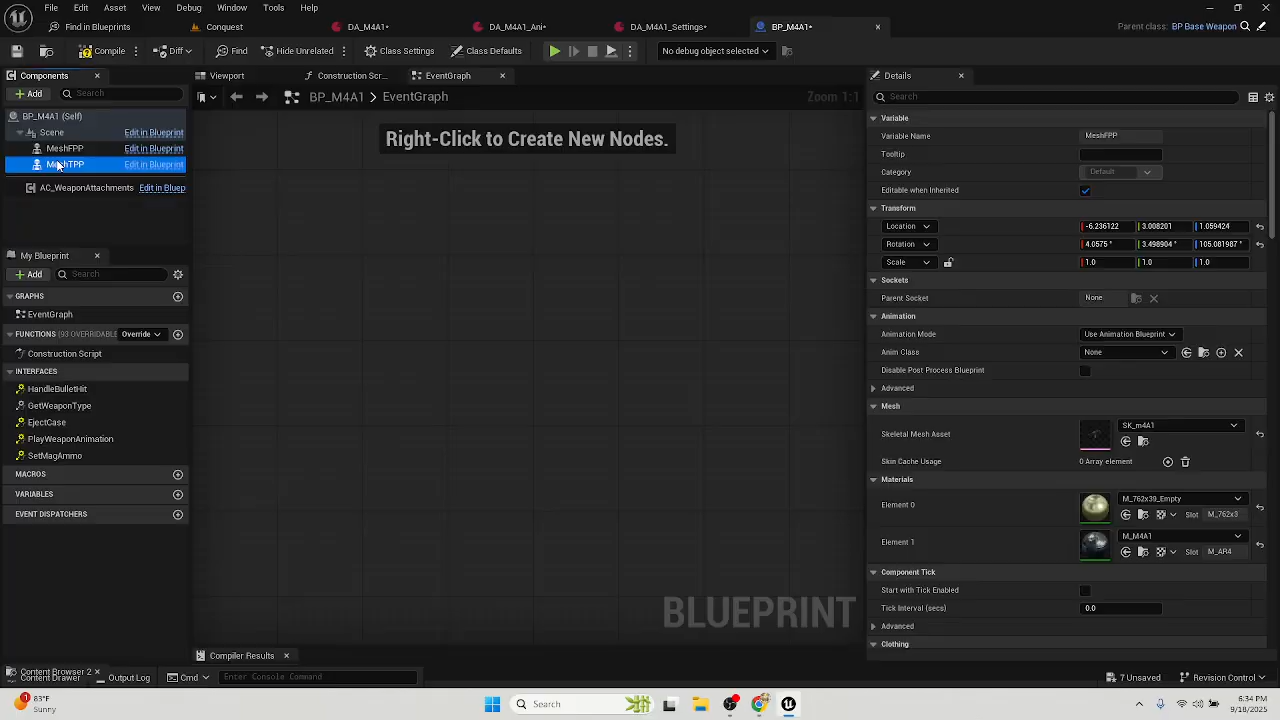 File Edit Asset View Debug Window Tools Help
Find in Blueprints Conquest DA_M4A1• DA_M4A1_Ani• DA_M4A1_Settings• BP_M4A1• Parent class: BP Base Weapon
Compile Diff Find Hide Unrelated Class Settings Class Defaults No debug object selected
Components Viewport Construction Scr... EventGraph Details
Add Search BP_M4A1 > EventGraph Zoom 1:1 Search
BP_M4A1 (Self)
Scene Edit in Blueprint
MeshFPP Edit in Blueprint
MeshTPP Edit in Blueprint
AC_WeaponAttachments Edit in Bluep
Right-Click to Create New Nodes.
My Blueprint
Add Search
GRAPHS
EventGraph
FUNCTIONS (93 OVERRIDABLE Override
Construction Script
INTERFACES
HandleBulletHit
GetWeaponType
EjectCase
PlayWeaponAnimation
SetMagAmmo
MACROS
VARIABLES
EVENT DISPATCHERS
BLUEPRINT
Variable
Variable Name MeshFPP
Tooltip
Category Default
Editable when Inherited
Transform
Location -6.236122 3.008201 1.059424
Rotation 4.0575° 3.498904° 105.081987°
Scale 1.0 1.0 1.0
Sockets
Parent Socket None
Animation
Animation Mode Use Animation Blueprint
Anim Class None
Disable Post Process Blueprint
Advanced
Mesh
Skeletal Mesh Asset SK_m4A1
Skin Cache Usage 0 Array element
Materials
Element 0 M_762x39_Empty Slot M_762x3
Element 1 M_M4A1 Slot M_AR4
Component Tick
Start with Tick Enabled
Tick Interval (secs) 0.0
Advanced
Clothing
Compiler Results
Content Browser 2 Output Log Cmd Enter Console Command 7 Unsaved Revision Control
83°F
Sunny
Search
6:34 PM